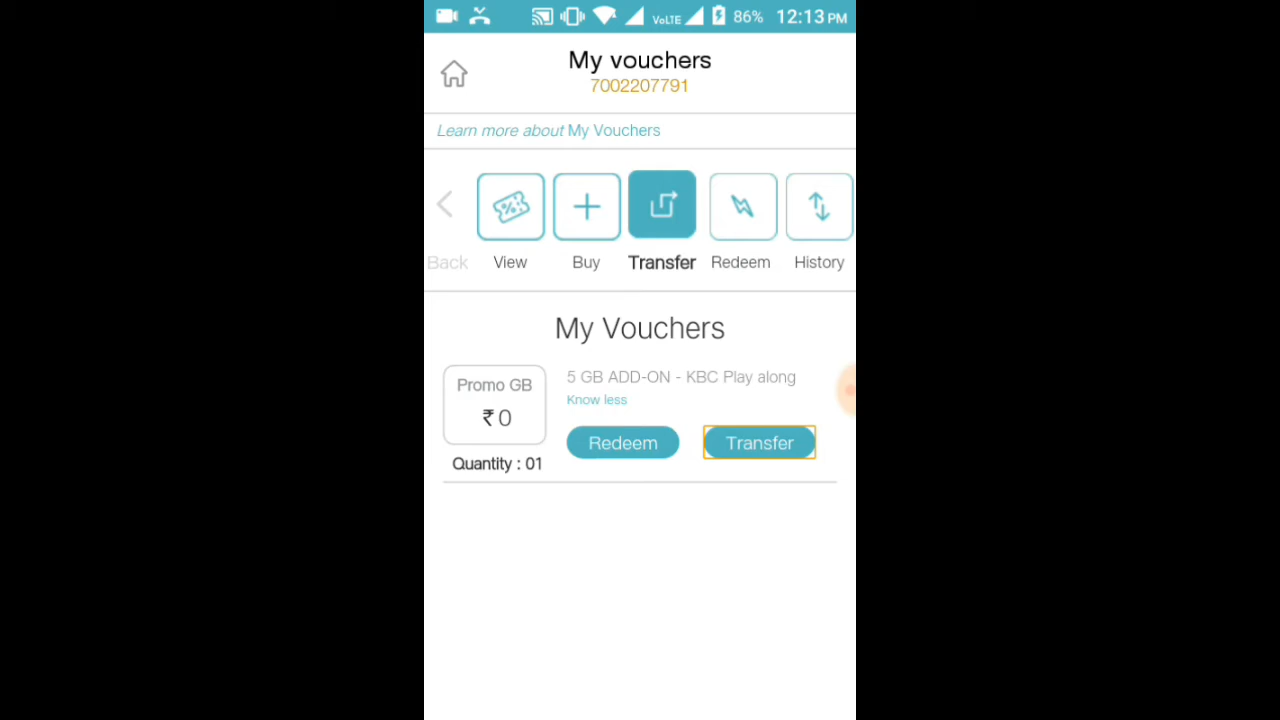 VoLTE 86% 12:13 PM
My vouchers
7002207791
Learn more about My Vouchers
Back View Buy Transfer Redeem History
My Vouchers
Promo GB
₹0
Quantity : 01
5 GB ADD-ON - KBC Play along
Know less
Redeem Transfer